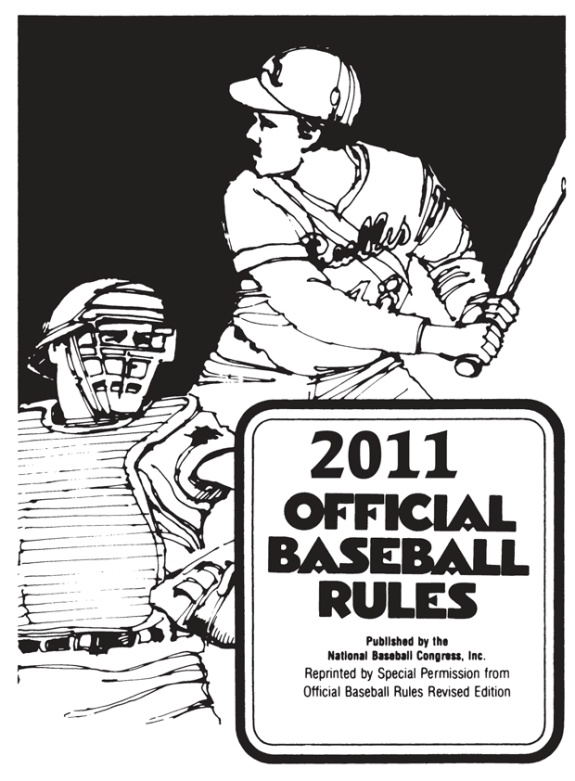 2011
OFFICIAL
BASEBALL
RULES
Published by the
National Baseball Congress, Inc.
Reprinted by Special Permission from
Official Baseball Rules Revised Edition